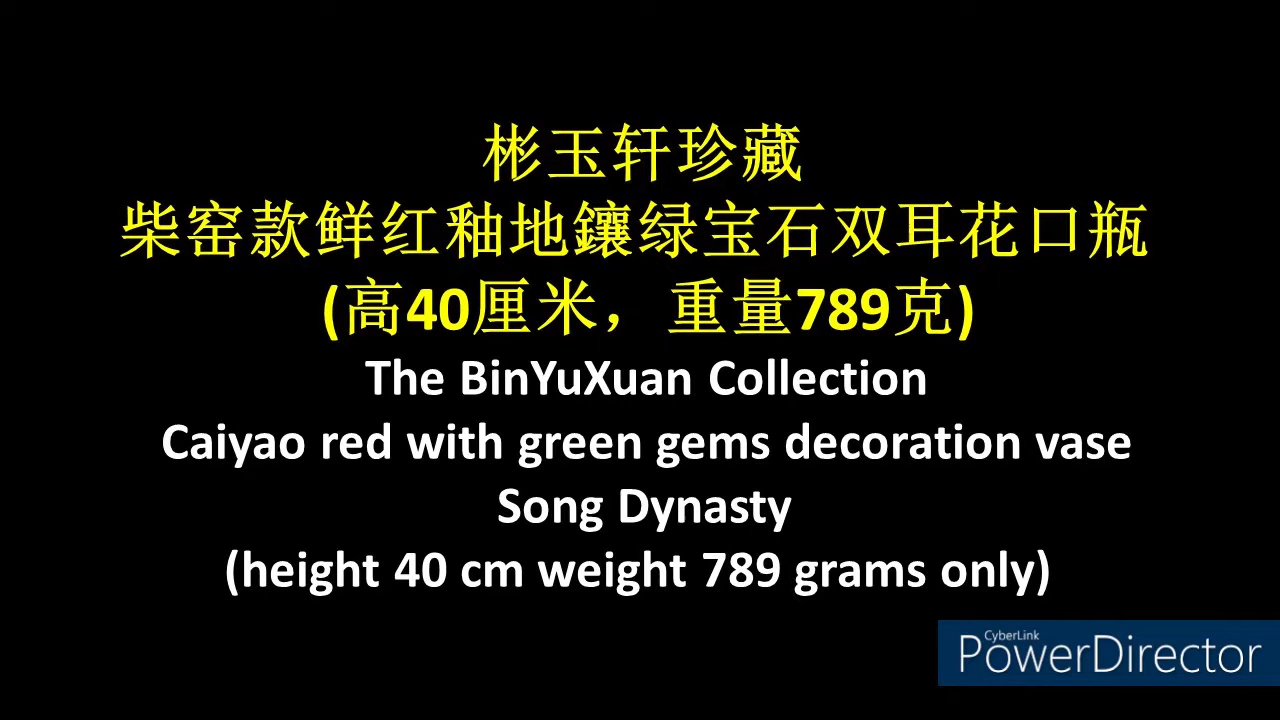 彬玉轩珍藏
柴窑款鲜红釉地鑲绿宝石双耳花口瓶
(高40厘米，重量789克)
The BinYuXuan Collection
Caiyao red with green gems decoration vase
Song Dynasty
(height 40 cm weight 789 grams only)
CyberLink
PowerDirector